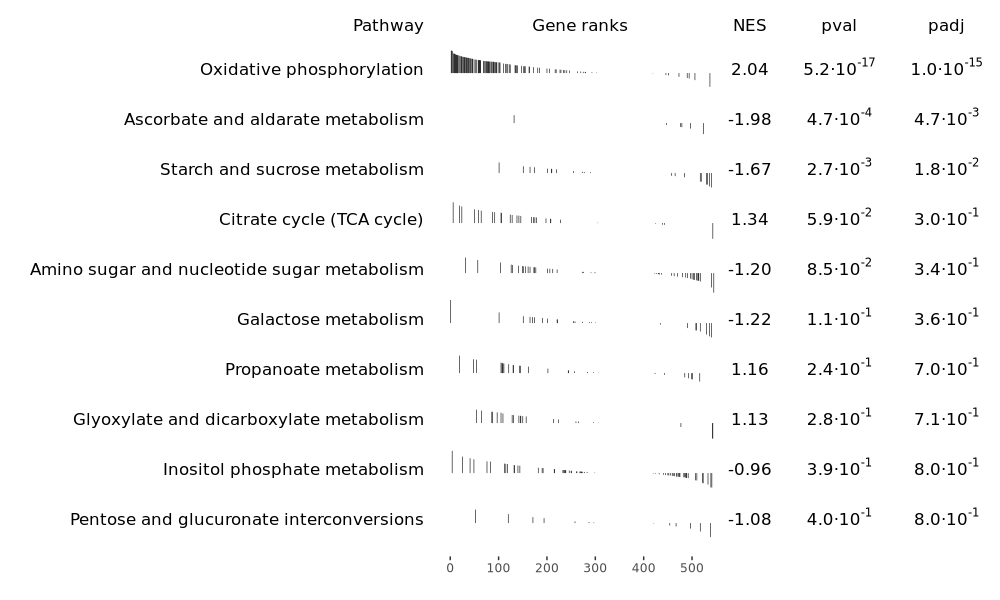 Pathway Gene ranks NES pval padj
Oxidative phosphorylation 2.04 5.2·10^-17 1.0·10^-15
Ascorbate and aldarate metabolism -1.98 4.7·10^-4 4.7·10^-3
Starch and sucrose metabolism -1.67 2.7·10^-3 1.8·10^-2
Citrate cycle (TCA cycle) 1.34 5.9·10^-2 3.0·10^-1
Amino sugar and nucleotide sugar metabolism -1.20 8.5·10^-2 3.4·10^-1
Galactose metabolism -1.22 1.1·10^-1 3.6·10^-1
Propanoate metabolism 1.16 2.4·10^-1 7.0·10^-1
Glyoxylate and dicarboxylate metabolism 1.13 2.8·10^-1 7.1·10^-1
Inositol phosphate metabolism -0.96 3.9·10^-1 8.0·10^-1
Pentose and glucuronate interconversions -1.08 4.0·10^-1 8.0·10^-1
0 100 200 300 400 500